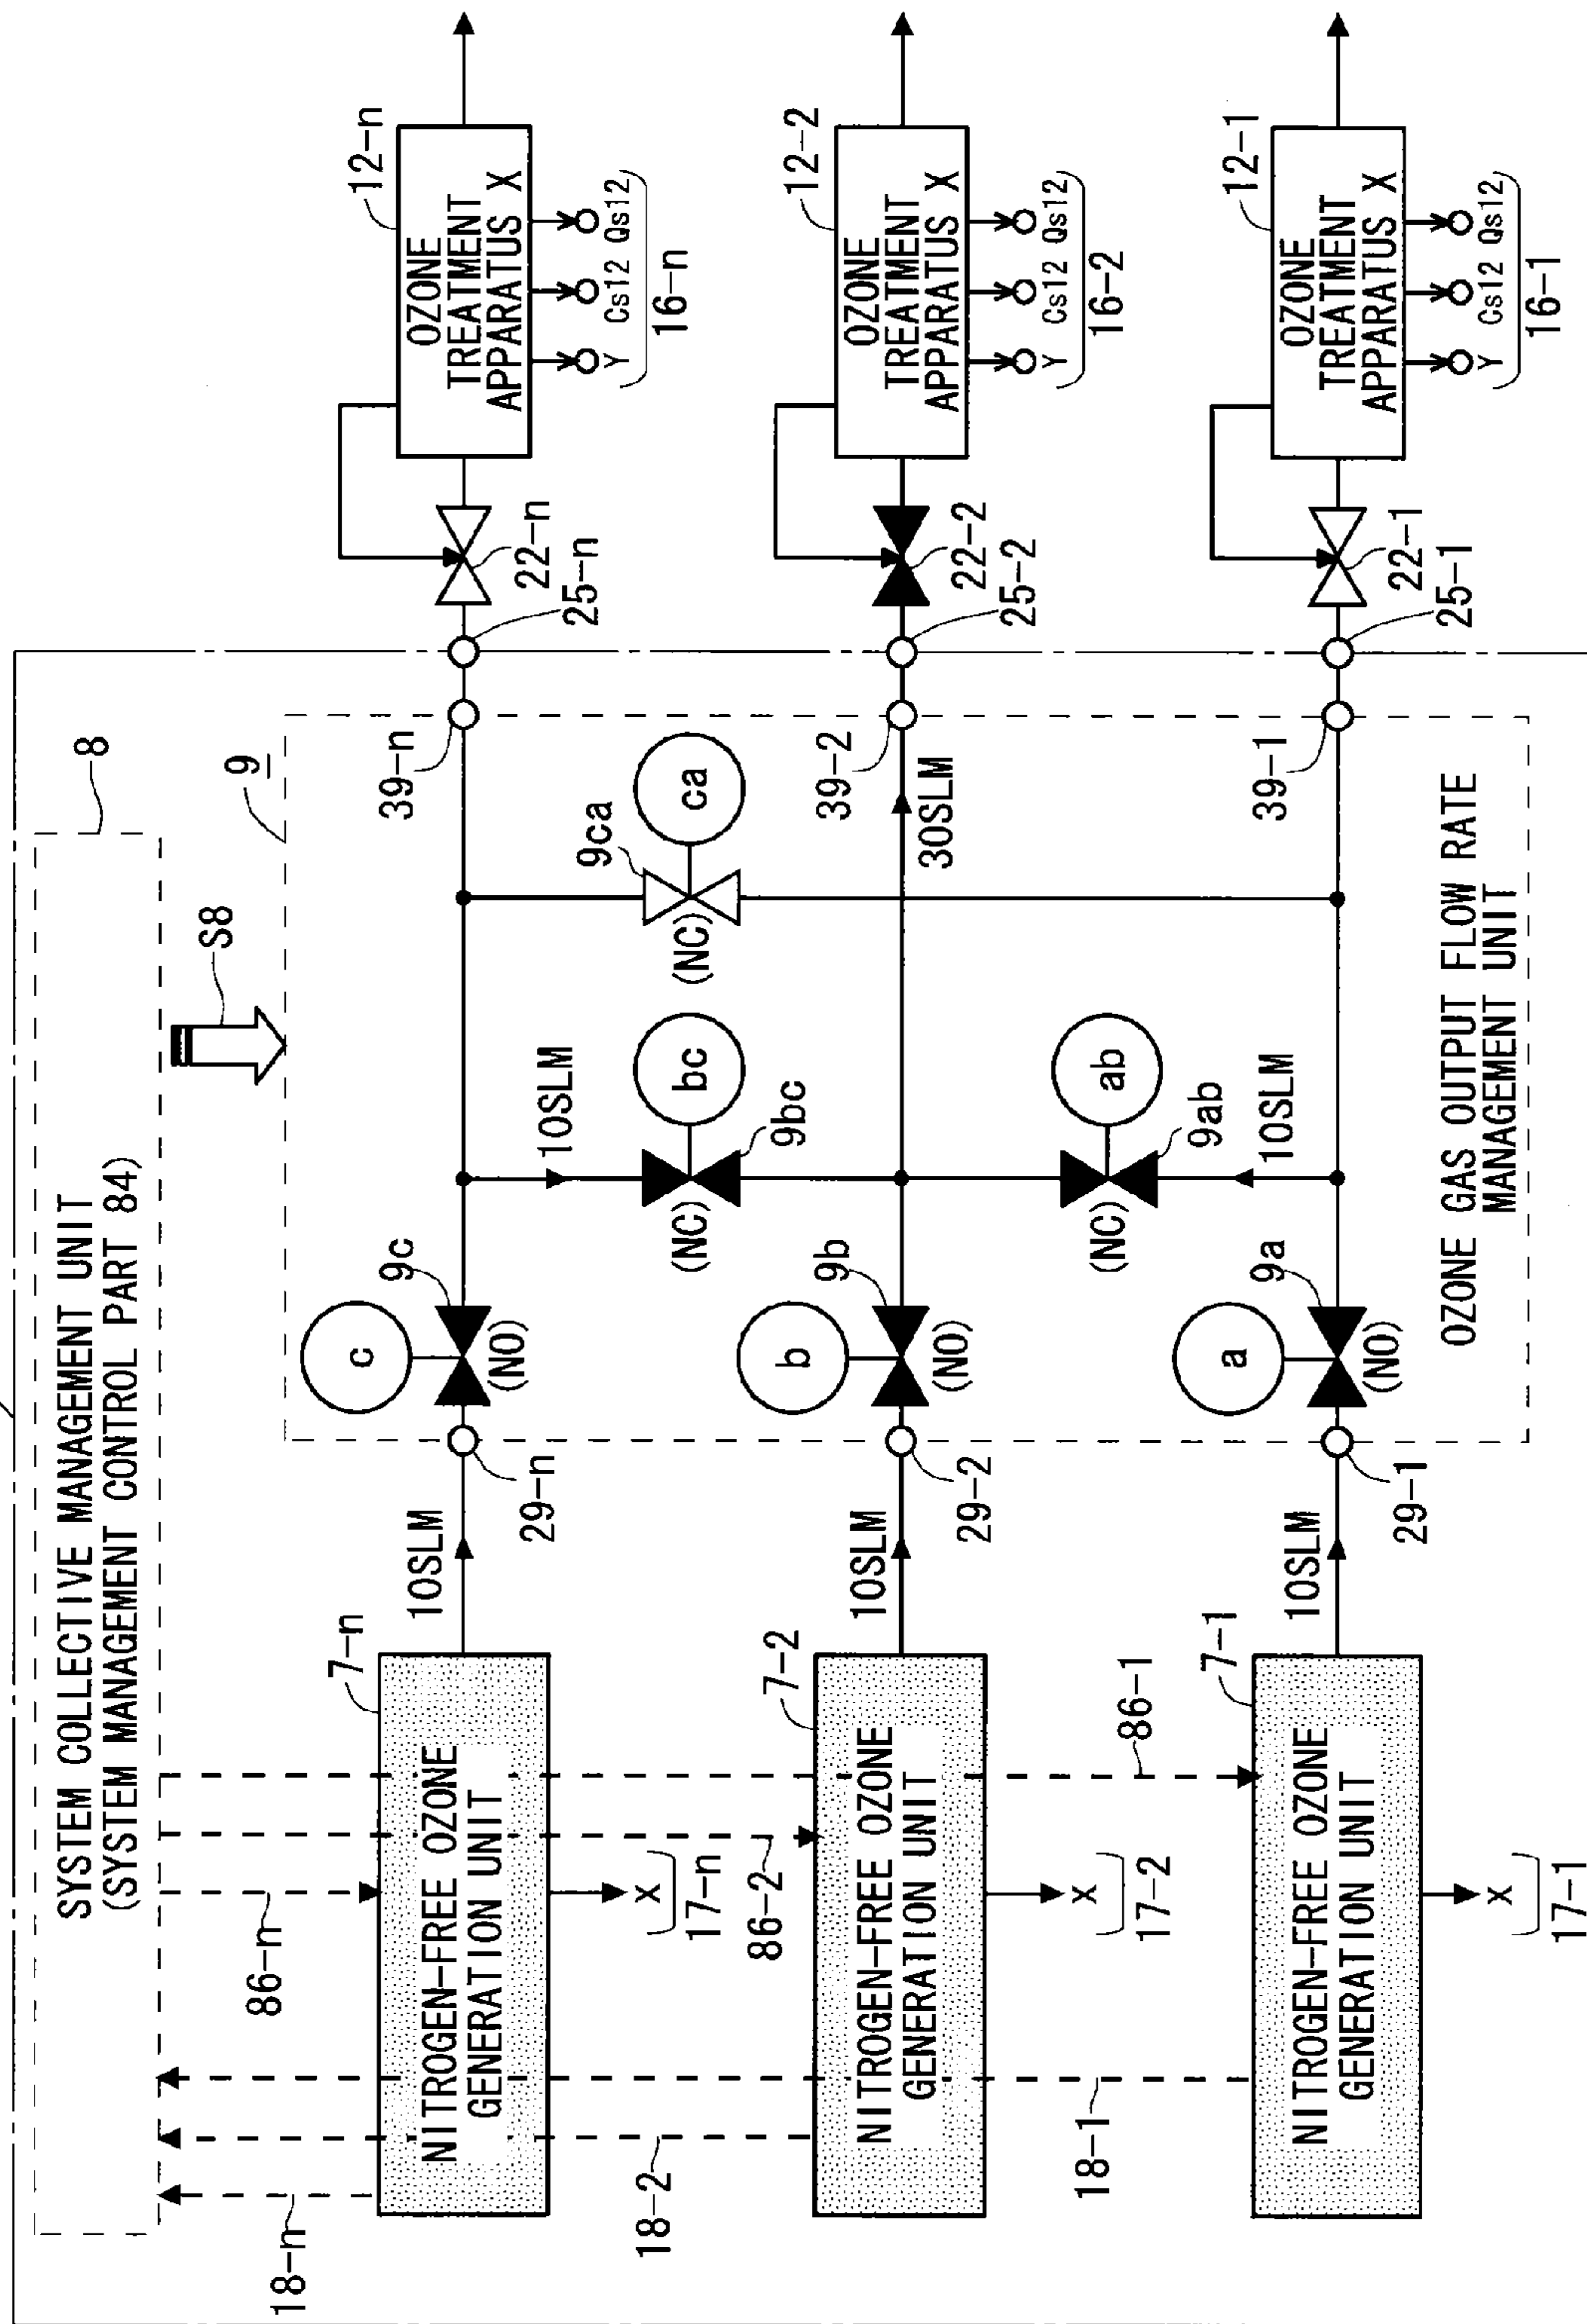 SYSTEM COLLECTIVE MANAGEMENT UNIT
(SYSTEM MANAGEMENT CONTROL PART 84)
8
S8
9
18-n
86-n
7-n
NITROGEN-FREE OZONE
GENERATION UNIT
10SLM
29-n
c
9c
(NO)
39-n
25-n
22-n
12-n
OZONE
TREATMENT
APPARATUS X
Y Cs12 Qs12
16-n
X
17-n
10SLM
bc
9bc
(NC)
ca
9ca
(NC)
18-2
86-2
7-2
NITROGEN-FREE OZONE
GENERATION UNIT
10SLM
29-2
b
9b
(NO)
30SLM
39-2
25-2
22-2
12-2
OZONE
TREATMENT
APPARATUS X
Y Cs12 Qs12
16-2
X
17-2
ab
9ab
(NC)
10SLM
18-1
86-1
7-1
NITROGEN-FREE OZONE
GENERATION UNIT
10SLM
29-1
a
9a
(NO)
39-1
25-1
22-1
12-1
OZONE
TREATMENT
APPARATUS X
Y Cs12 Qs12
16-1
X
17-1
OZONE GAS OUTPUT FLOW RATE
MANAGEMENT UNIT